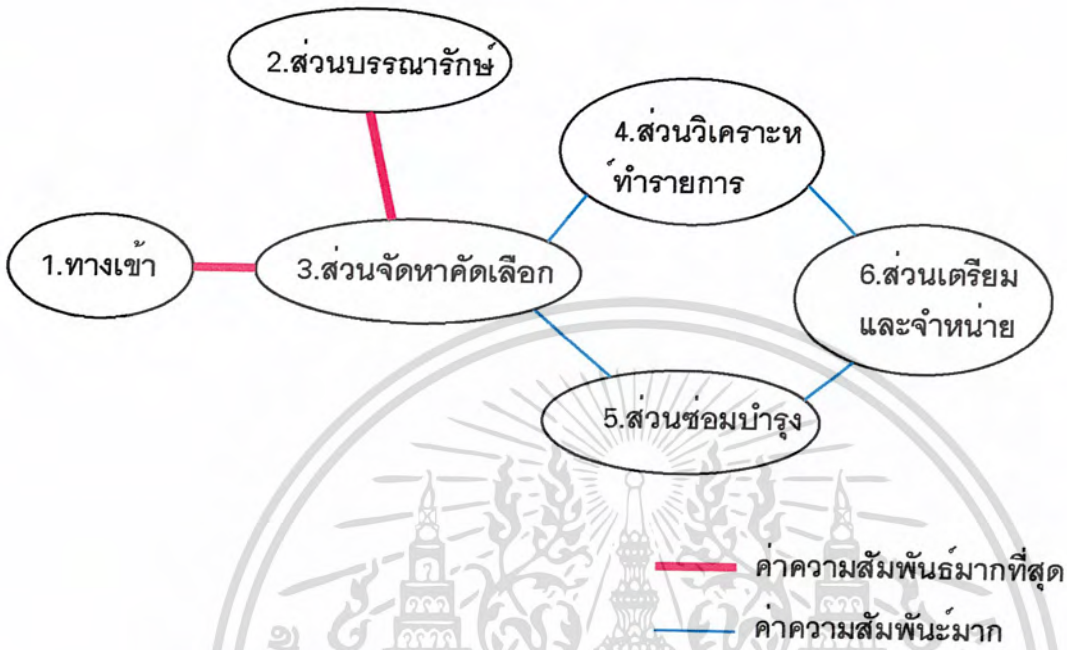 2.ส่วนบรรณารักษ์
4.ส่วนวิเคราะห
์ทำรายการ
1.ทางเข้า
3.ส่วนจัดหาคัดเลือก
6.ส่วนเตรียม
และจำหน่าย
5.ส่วนซ่อมบำรุง
ค่าความสัมพันธ์มากที่สุด
ค่าความสัมพันะ์มาก